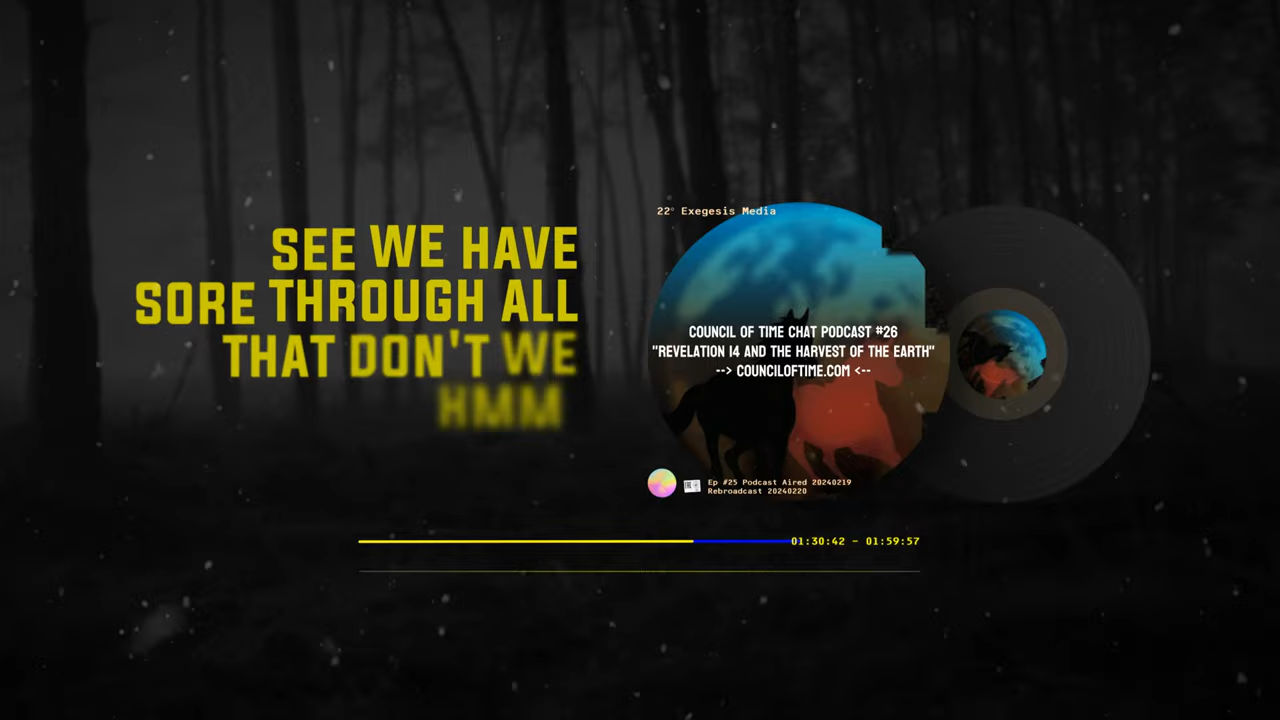 SEE WE HAVE
SORE THROUGH ALL
THAT DON'T WE
HMM
22° Exegesis Media
COUNCIL OF TIME CHAT PODCAST #26
"REVELATION 14 AND THE HARVEST OF THE EARTH"
--> COUNCILOFTIME.COM <--
Ep #25 Podcast Aired 20240219
Rebroadcast 20240220
01:30:42 - 01:59:57